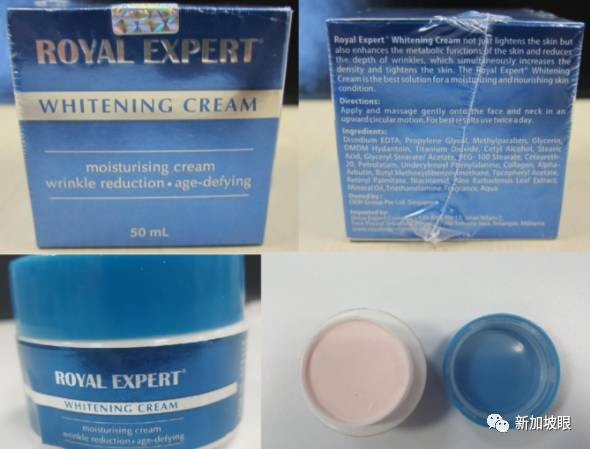 ROYAL EXPERT®
WHITENING CREAM
moisturising cream
wrinkle reduction • age-defying
50 mL
Royal Expert® Whitening Cream not just lightens the skin but
also enhances the metabolic functions of the skin and reduces
the depth of wrinkles, which simultaneously increases the
density and tightens the skin. The Royal Expert® Whitening
Cream is the best solution for a moisturizing and nourishing skin
condition.
Directions:
Apply and massage gently onto the face and neck in an
upward circular motion. For best results use twice a day.
Ingredients:
Disodium EDTA, Propylene Glycol, Methylparaben, Glycerin,
DMDM Hydantoin, Titanium Dioxide, Cetyl Alcohol, Stearic
Acid, Glyceryl Stearate/ Acetate, PEG- 100 Stearate, Ceteareth-
20, Petrolatum, Undecylenoyl Phenylalanine, Collagen, Alpha-
Arbutin, Butyl Methoxydibenzoylmethane, Tocopheryl Acetate,
Retinyl Palmitate, Niacinamide, Aloe Barbadensis Leaf Extract,
Mineral Oil, Triethanolamine, Fragrance, Aqua
Owned by :
Group Pte Ltd, Singapore
Imported by:
ROYAL EXPERT®
WHITENING CREAM
moisturising cream
wrinkle reduction • age-defying
新加坡眼